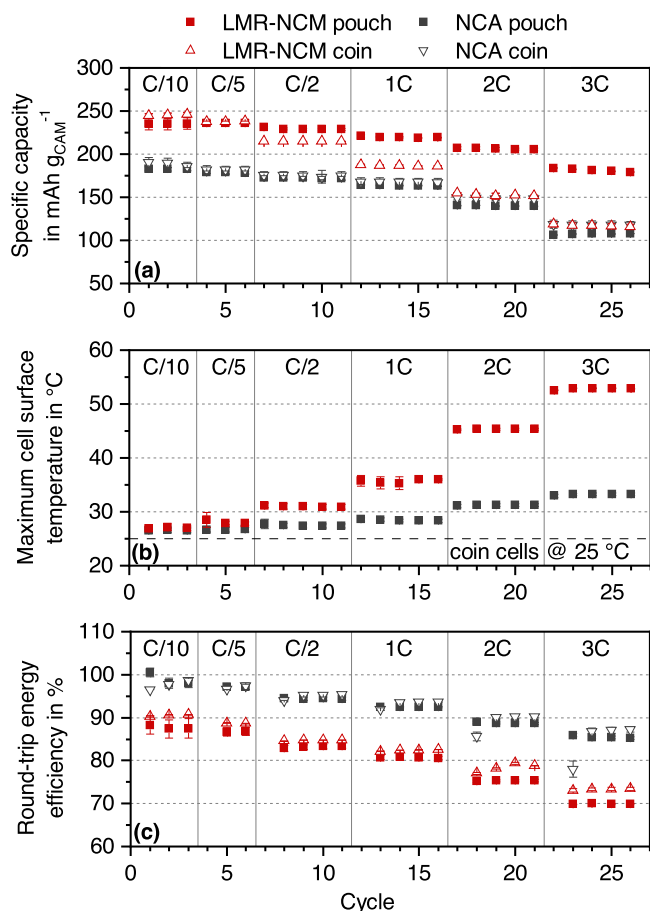 LMR-NCM pouch NCA pouch
LMR-NCM coin NCA coin
300
250
200
150
100
50
Specific capacity
in mAh g_CAM^-1
C/10 C/5 C/2 1C 2C 3C
(a)
0 5 10 15 20 25
60
50
40
30
20
Maximum cell surface
temperature in °C
C/10 C/5 C/2 1C 2C 3C
(b)
coin cells @ 25 °C
0 5 10 15 20 25
110
100
90
80
70
60
Round-trip energy
efficiency in %
C/10 C/5 C/2 1C 2C 3C
(c)
0 5 10 15 20 25
Cycle